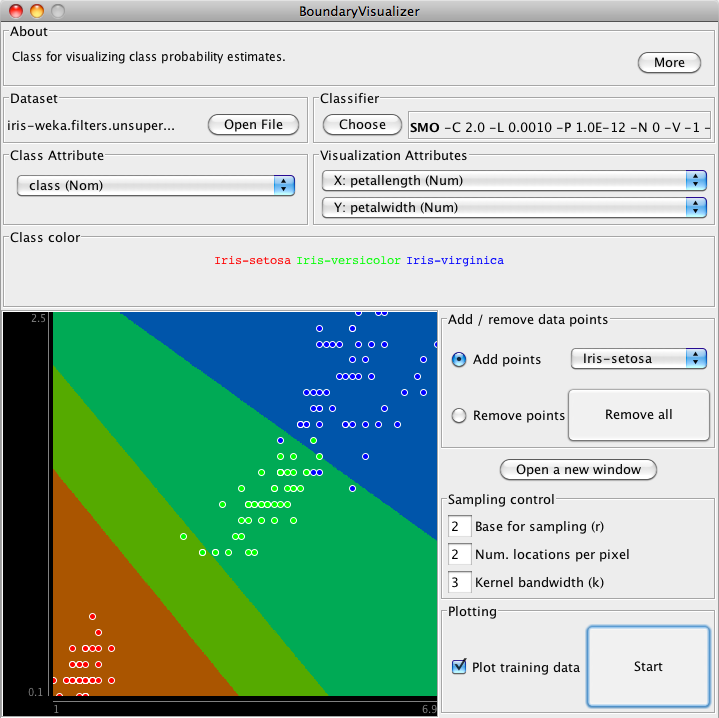 BoundaryVisualizer
About
Class for visualizing class probability estimates.
More
Dataset
iris-weka.filters.unsuper...
Open File
Classifier
Choose
SMO -C 2.0 -L 0.0010 -P 1.0E-12 -N 0 -V -1 -
Class Attribute
class (Nom)
Visualization Attributes
X: petallength (Num)
Y: petalwidth (Num)
Class color
Iris-setosa Iris-versicolor Iris-virginica
2.5
0.1
1
6.9
Add / remove data points
Add points
Iris-setosa
Remove points
Remove all
Open a new window
Sampling control
2 Base for sampling (r)
2 Num. locations per pixel
3 Kernel bandwidth (k)
Plotting
Plot training data
Start